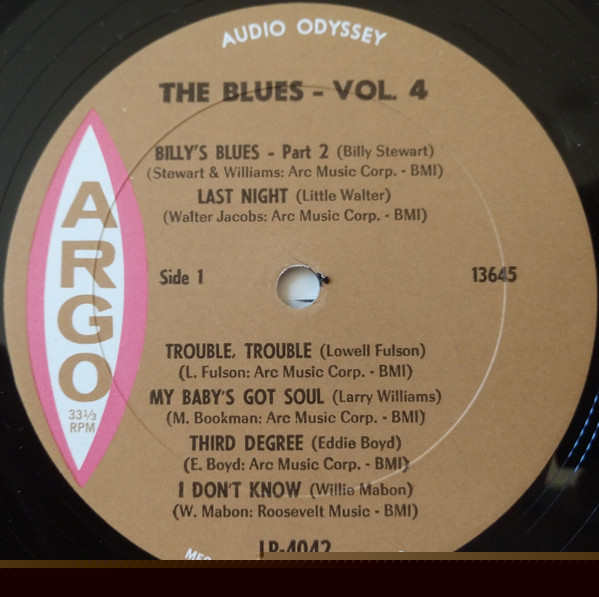 AUDIO ODYSSEY
THE BLUES - VOL. 4
BILLY'S BLUES - Part 2 (Billy Stewart)
(Stewart & Williams: Arc Music Corp. - BMI)
LAST NIGHT (Little Walter)
(Walter Jacobs: Arc Music Corp. - BMI)
ARGO
33⅓
RPM
Side 1
13645
TROUBLE, TROUBLE (Lowell Fulson)
(L. Fulson: Arc Music Corp. - BMI)
MY BABY'S GOT SOUL (Larry Williams)
(M. Bookman: Arc Music Corp. - BMI)
THIRD DEGREE (Eddie Boyd)
(E. Boyd: Arc Music Corp. - BMI)
I DON'T KNOW (Willie Mabon)
(W. Mabon: Roosevelt Music - BMI)
LP-4042